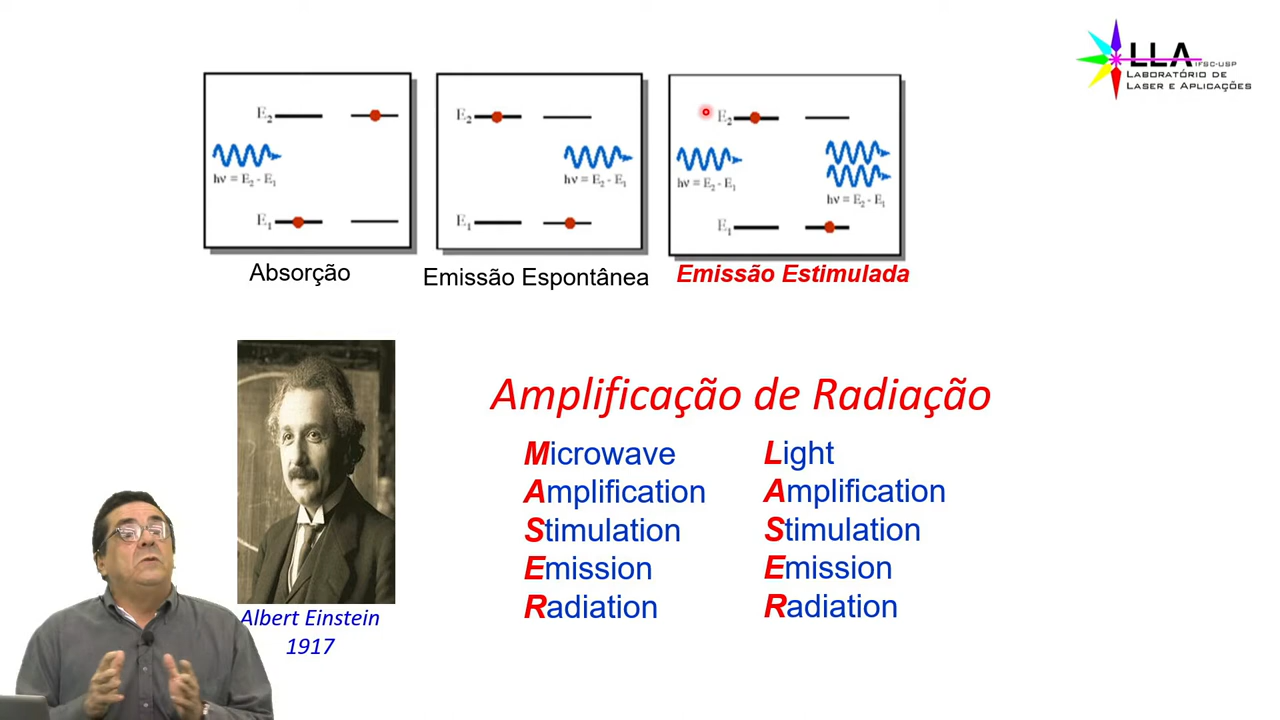 LLA
IFSC-USP
LABORATÓRIO DE
LASER E APLICAÇÕES
E₂
hν = E₂ - E₁
E₁
Absorção
E₂
hν = E₂ - E₁
E₁
Emissão Espontânea
E₂
hν = E₂ - E₁
hν = E₂ - E₁
E₁
Emissão Estimulada
Albert Einstein
1917
Amplificação de Radiação
Microwave
Amplification
Stimulation
Emission
Radiation
Light
Amplification
Stimulation
Emission
Radiation